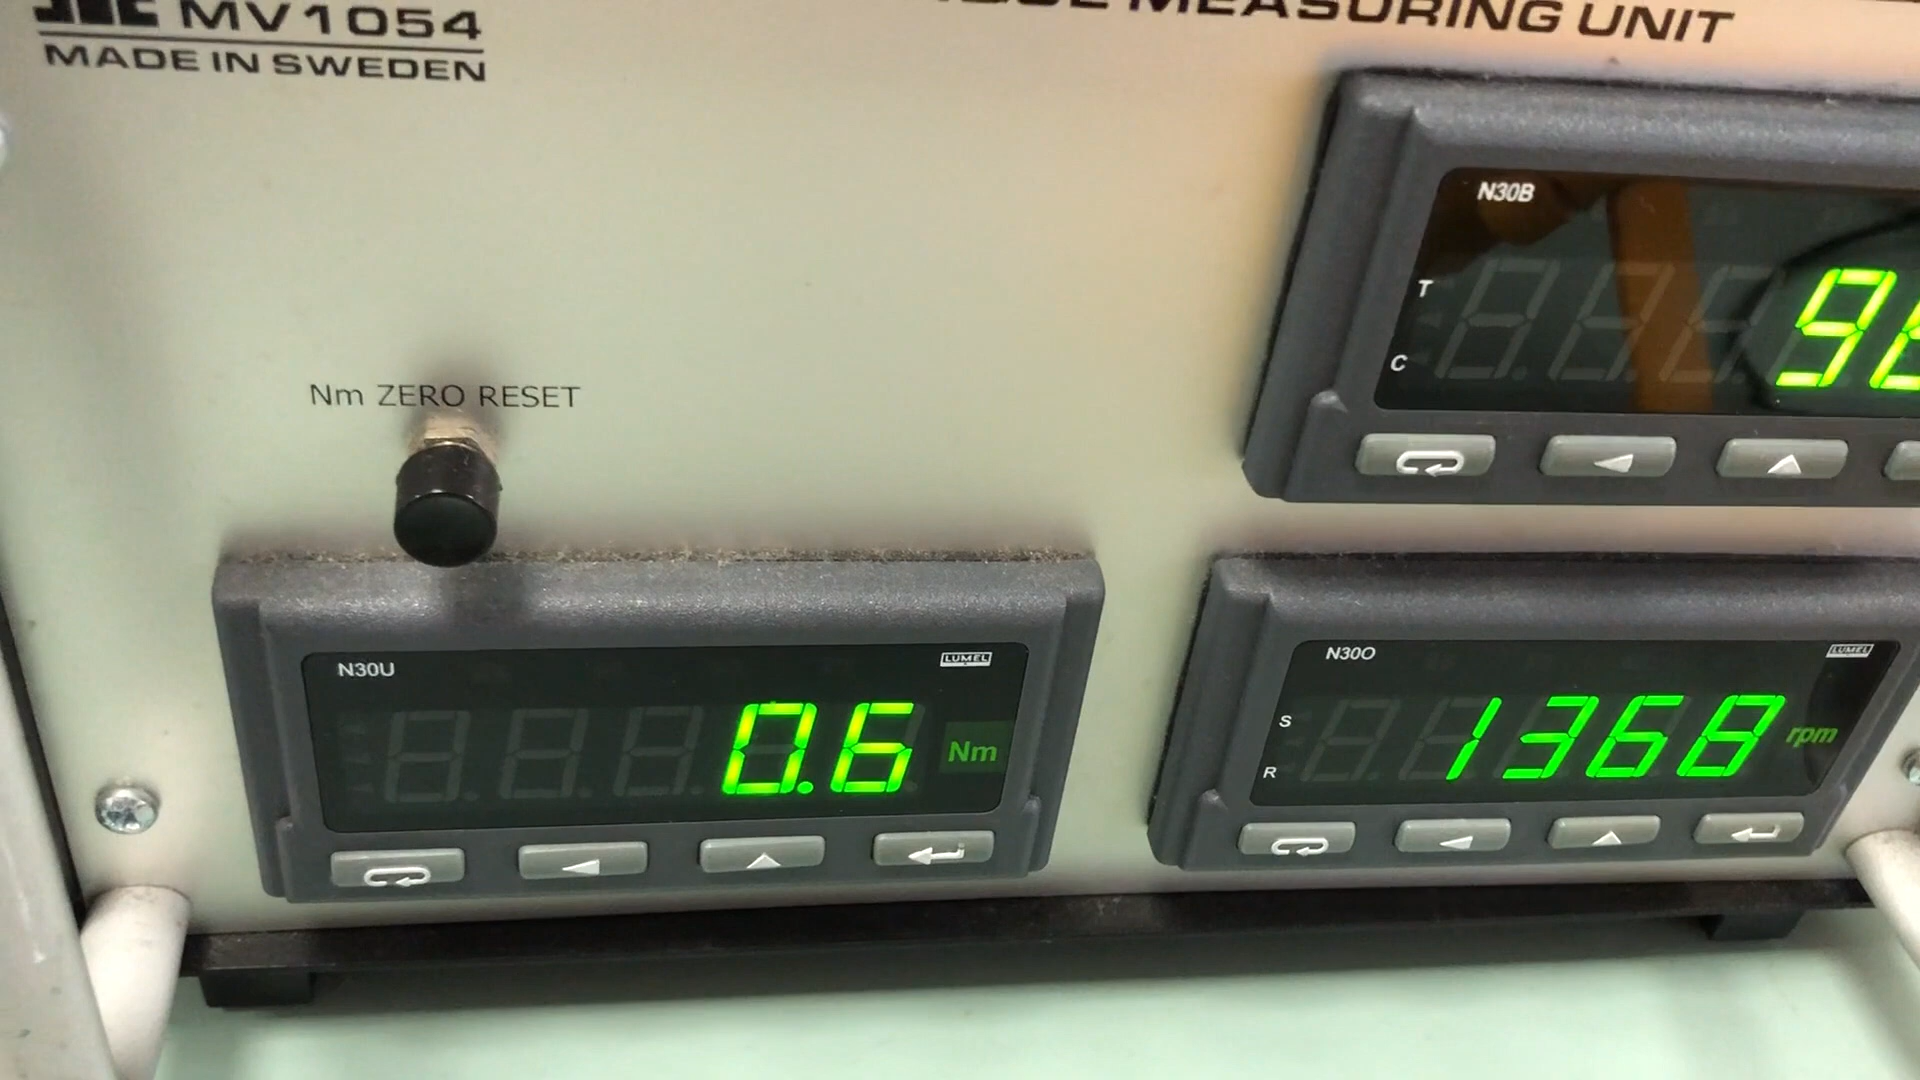 MV1054
MEASURING UNIT
MADE IN SWEDEN
N30B
T
C
Nm ZERO RESET
N30U
LUMEL
0.6 Nm
N30O
LUMEL
S
R
1368 rpm